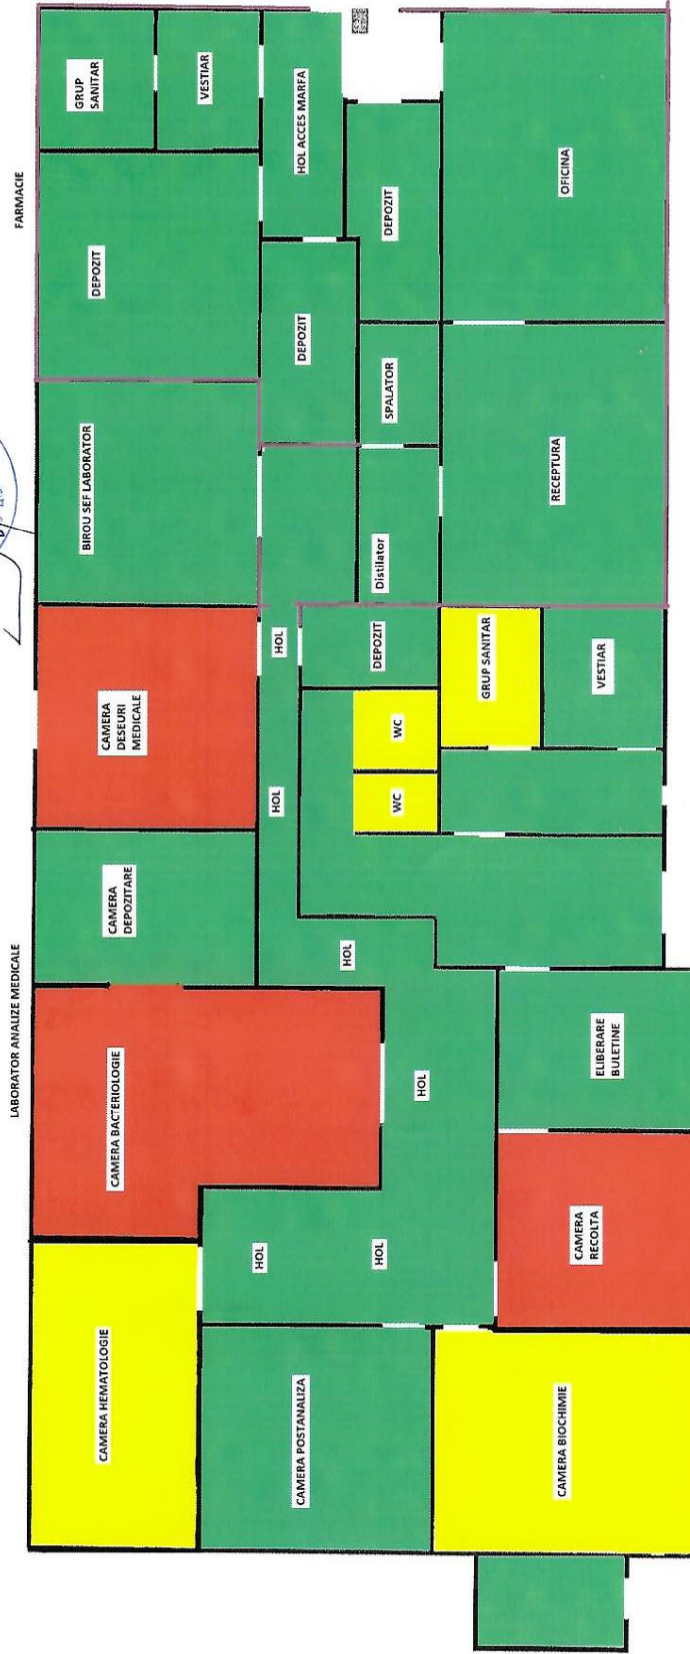 LABORATOR ANALIZE MEDICALE
FARMACIE
CAMERA HEMATOLOGIE
CAMERA BACTERIOLOGIE
CAMERA
DEPOZITARE
CAMERA
DESEURI
MEDICALE
BIROU SEF LABORATOR
DEPOZIT
GRUP
SANITAR
VESTIAR
HOL
HOL
HOL
HOL
HOL
HOL
DEPOZIT
HOL ACCES MARFA
CAMERA POSTANALIZA
WC
WC
DEPOZIT
Distilator
SPALATOR
DEPOZIT
CAMERA BIOCHIMIE
CAMERA
RECOLTA
ELIBERARE
BULETINE
GRUP SANITAR
VESTIAR
RECEPTURA
OFICINA